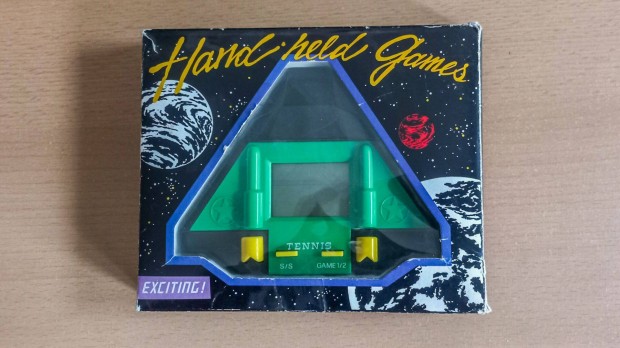 Hand-held Games
TENNIS
S/S GAME 1/2
EXCITING!